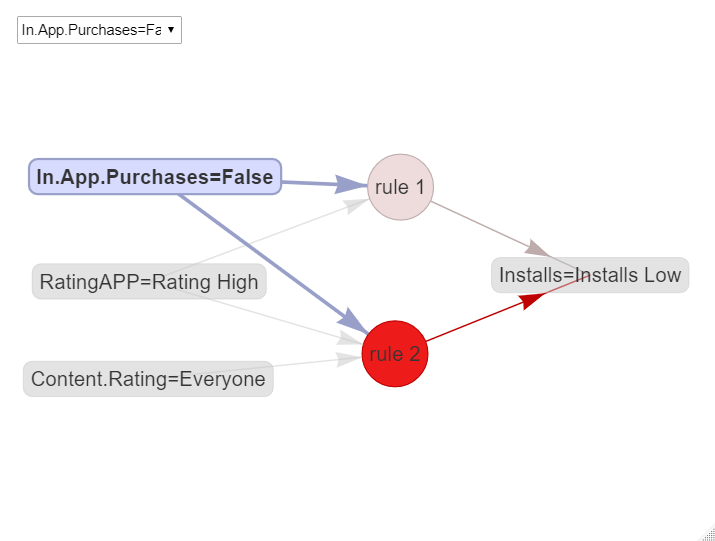 In.App.Purchases=Fa
In.App.Purchases=False
rule 1
RatingAPP=Rating High
Installs=Installs Low
rule 2
Content.Rating=Everyone